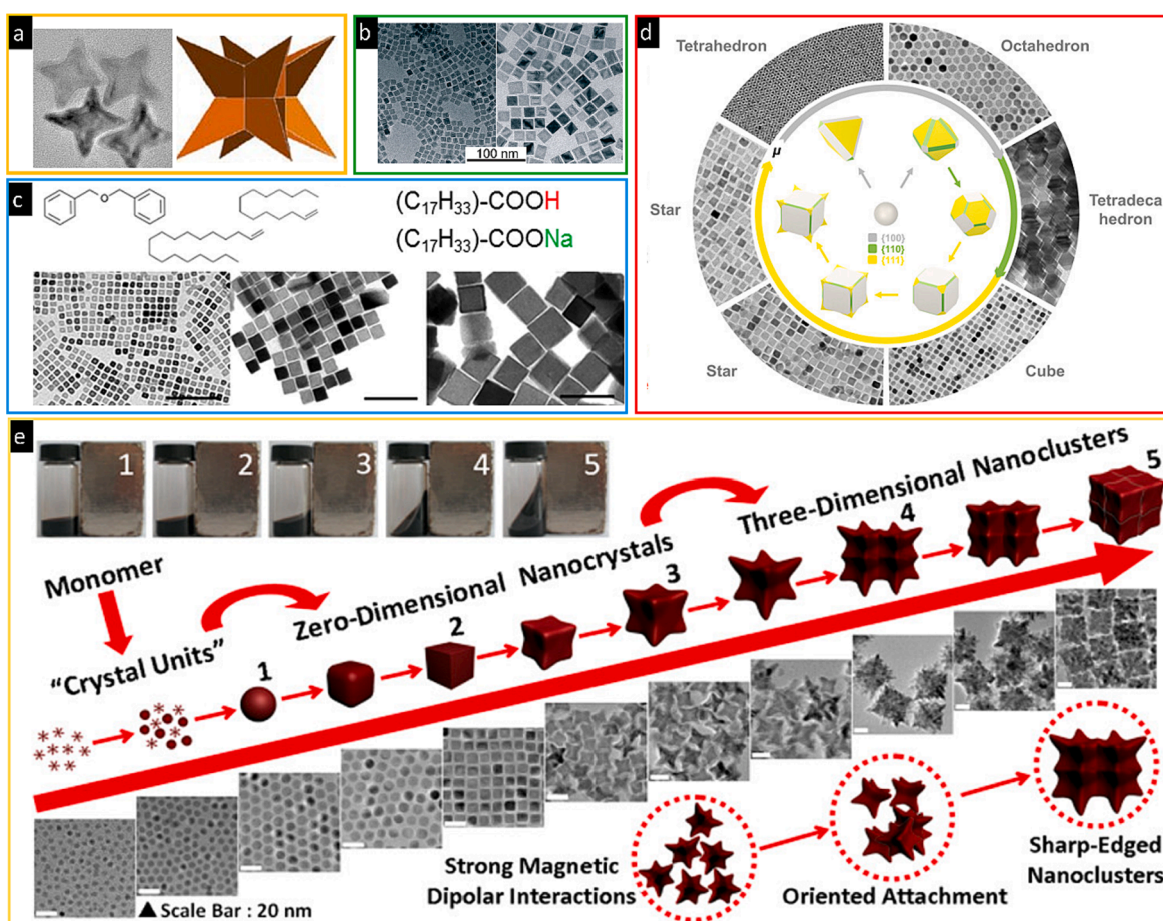 a
b
100 nm
c
O
(C₁₇H₃₃)-COOH
(C₁₇H₃₃)-COONa
d
Tetrahedron
Octahedron
Star
μ
Tetradeca
hedron
{100}
{110}
{111}
Star
Cube
e
1
2
3
4
5
Three-Dimensional Nanoclusters
5
4
Monomer
Zero-Dimensional Nanocrystals
3
2
"Crystal Units"
1
Strong Magnetic
Dipolar Interactions
Oriented Attachment
Sharp-Edged
Nanoclusters
▲ Scale Bar : 20 nm